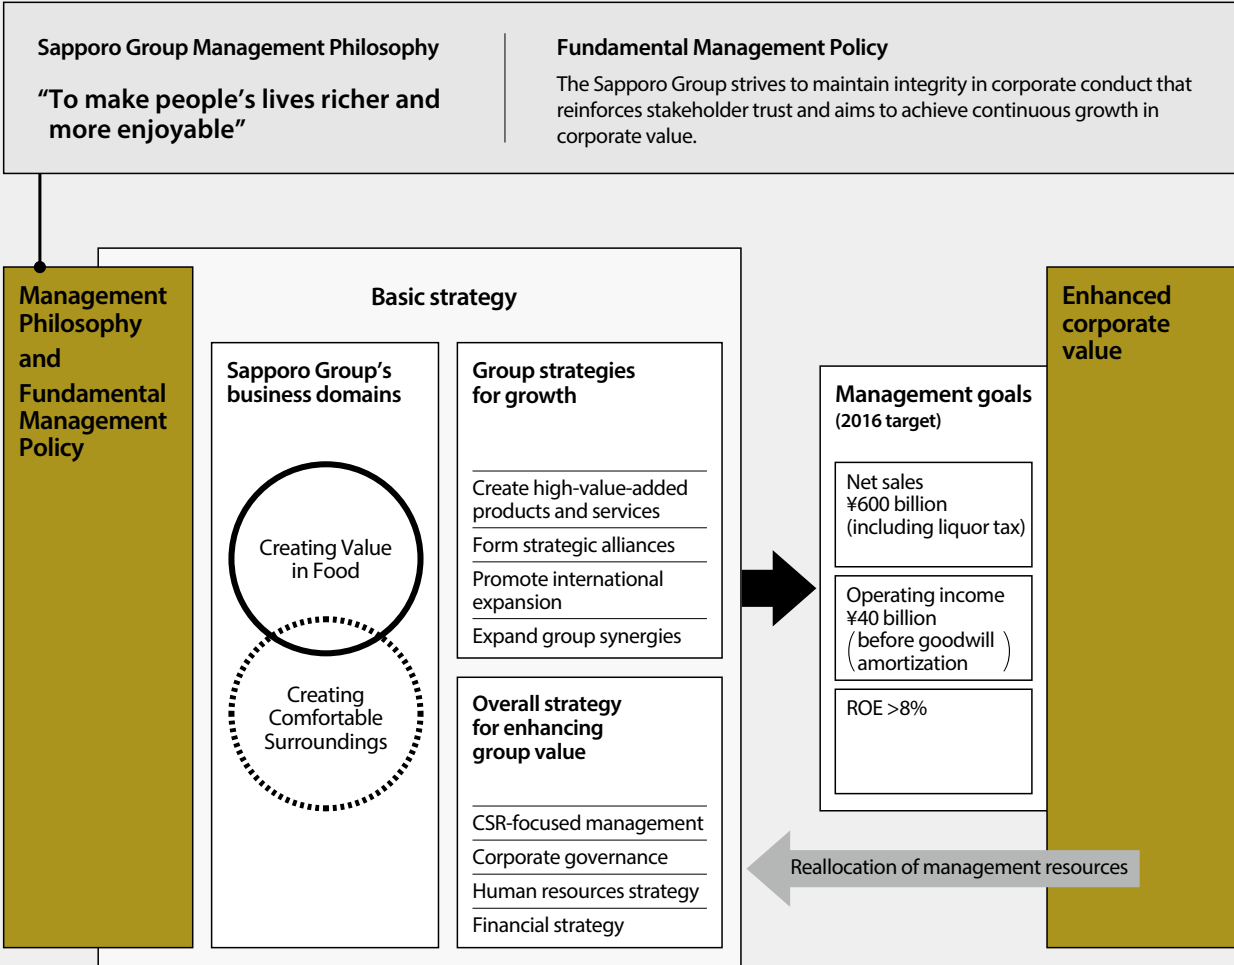 Sapporo Group Management Philosophy
“To make people’s lives richer and
more enjoyable”
Fundamental Management Policy
The Sapporo Group strives to maintain integrity in corporate conduct that
reinforces stakeholder trust and aims to achieve continuous growth in
corporate value.
Management
Philosophy
and
Fundamental
Management
Policy
Basic strategy
Sapporo Group’s
business domains
Creating Value
in Food
Creating
Comfortable
Surroundings
Group strategies
for growth
Create high-value-added
products and services
Form strategic alliances
Promote international
expansion
Expand group synergies
Overall strategy
for enhancing
group value
CSR-focused management
Corporate governance
Human resources strategy
Financial strategy
Management goals
(2016 target)
Net sales
¥600 billion
(including liquor tax)
Operating income
¥40 billion
(before goodwill
amortization)
ROE >8%
Enhanced
corporate
value
Reallocation of management resources